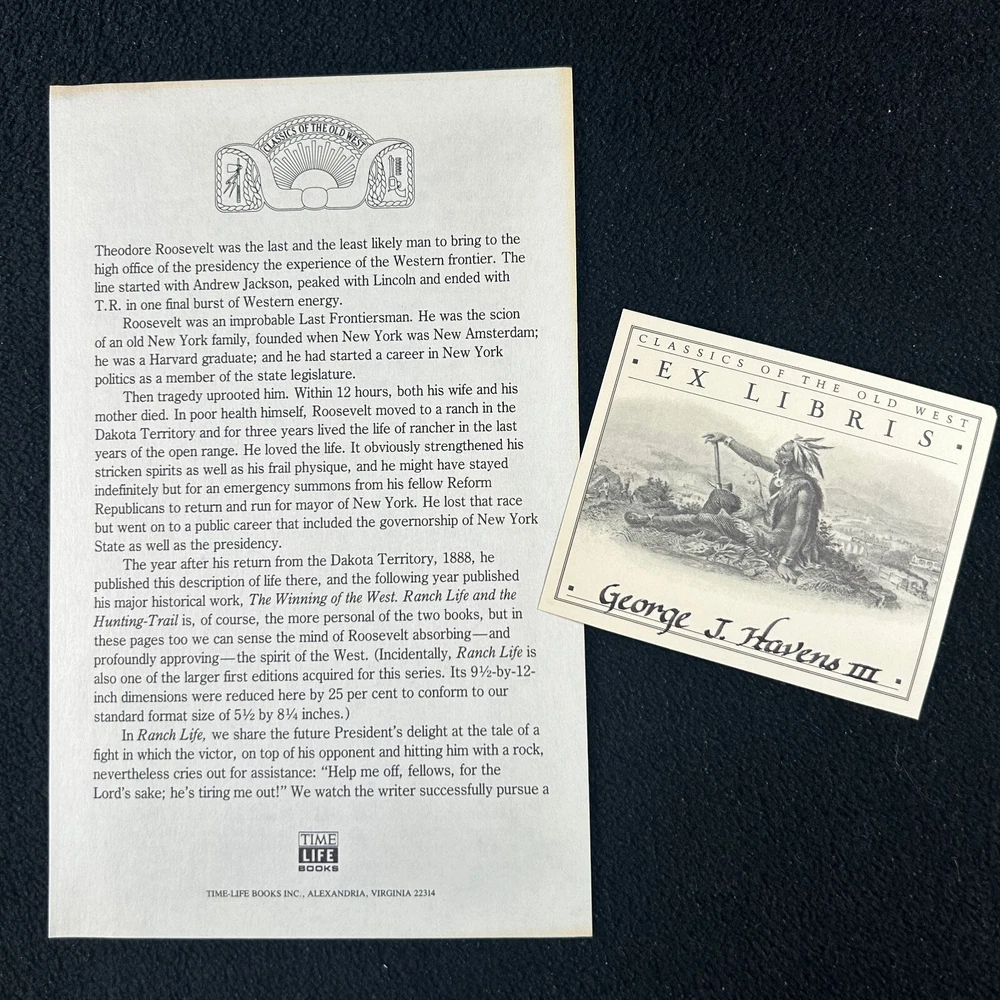 CLASSICS OF THE OLD WEST
Theodore Roosevelt was the last and the least likely man to bring to the
high office of the presidency the experience of the Western frontier. The
line started with Andrew Jackson, peaked with Lincoln and ended with
T.R. in one final burst of Western energy.
Roosevelt was an improbable Last Frontiersman. He was the scion
of an old New York family, founded when New York was New Amsterdam;
he was a Harvard graduate; and he had started a career in New York
politics as a member of the state legislature.
Then tragedy uprooted him. Within 12 hours, both his wife and his
mother died. In poor health himself, Roosevelt moved to a ranch in the
Dakota Territory and for three years lived the life of rancher in the last
years of the open range. He loved the life. It obviously strengthened his
stricken spirits as well as his frail physique, and he might have stayed
indefinitely but for an emergency summons from his fellow Reform
Republicans to return and run for mayor of New York. He lost that race
but went on to a public career that included the governorship of New York
State as well as the presidency.
The year after his return from the Dakota Territory, 1888, he
published this description of life there, and the following year published
his major historical work, The Winning of the West. Ranch Life and the
Hunting-Trail is, of course, the more personal of the two books, but in
these pages too we can sense the mind of Roosevelt absorbing—and
profoundly approving—the spirit of the West. (Incidentally, Ranch Life is
also one of the larger first editions acquired for this series. Its 9½-by-12-
inch dimensions were reduced here by 25 per cent to conform to our
standard format size of 5½ by 8¼ inches.)
In Ranch Life, we share the future President's delight at the tale of a
fight in which the victor, on top of his opponent and hitting him with a rock,
nevertheless cries out for assistance: "Help me off, fellows, for the
Lord's sake; he's tiring me out!" We watch the writer successfully pursue a
TIME
LIFE
BOOKS
TIME-LIFE BOOKS INC., ALEXANDRIA, VIRGINIA 22314
CLASSICS OF THE OLD WEST
EX LIBRIS
George J. Havens III